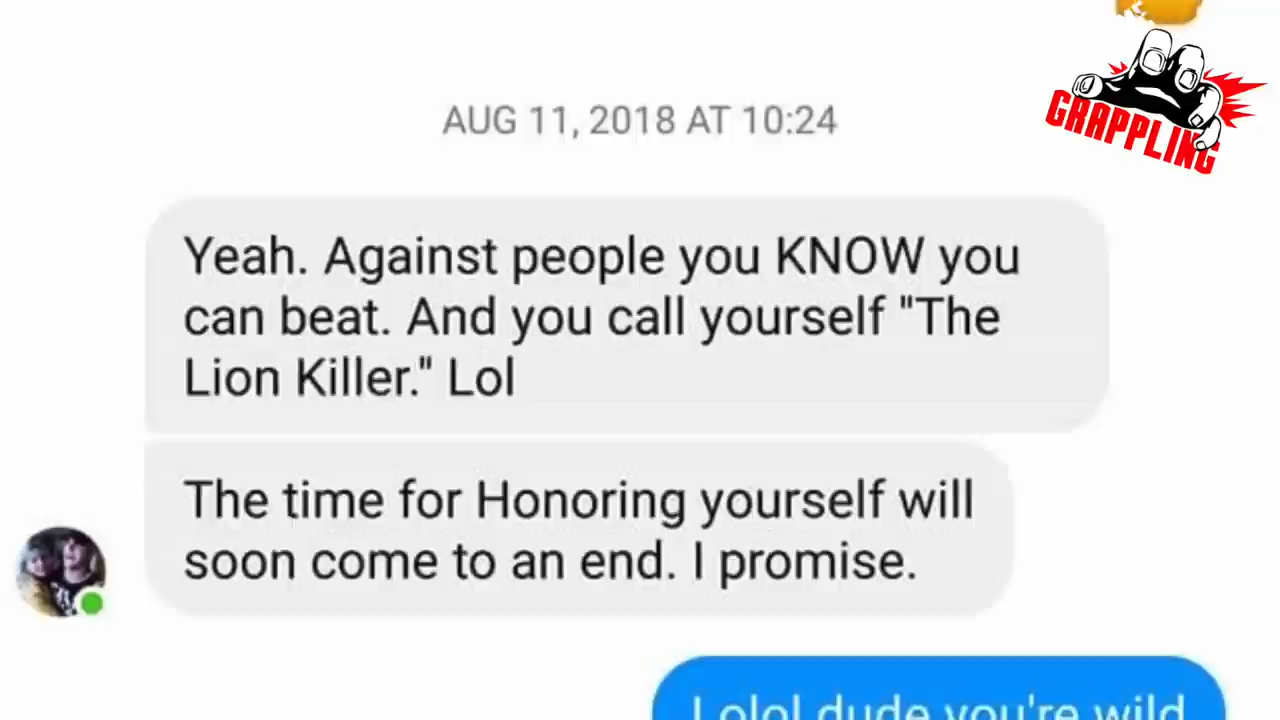 GRAPPLING
AUG 11, 2018 AT 10:24
Yeah. Against people you KNOW you
can beat. And you call yourself "The
Lion Killer." Lol
The time for Honoring yourself will
soon come to an end. I promise.
Lolol dude you're wild